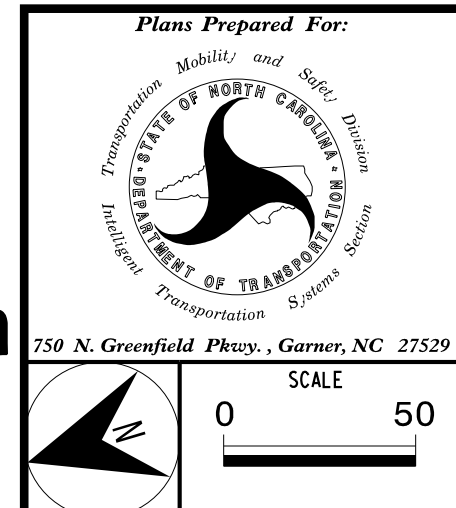 Plans Prepared For:
Transportation Mobility and Safety Division
STATE OF NORTH CAROLINA
DEPARTMENT OF TRANSPORTATION
Intelligent Transportation Systems Section
750 N. Greenfield Pkwy. , Garner, NC 27529
SCALE
0 50
N